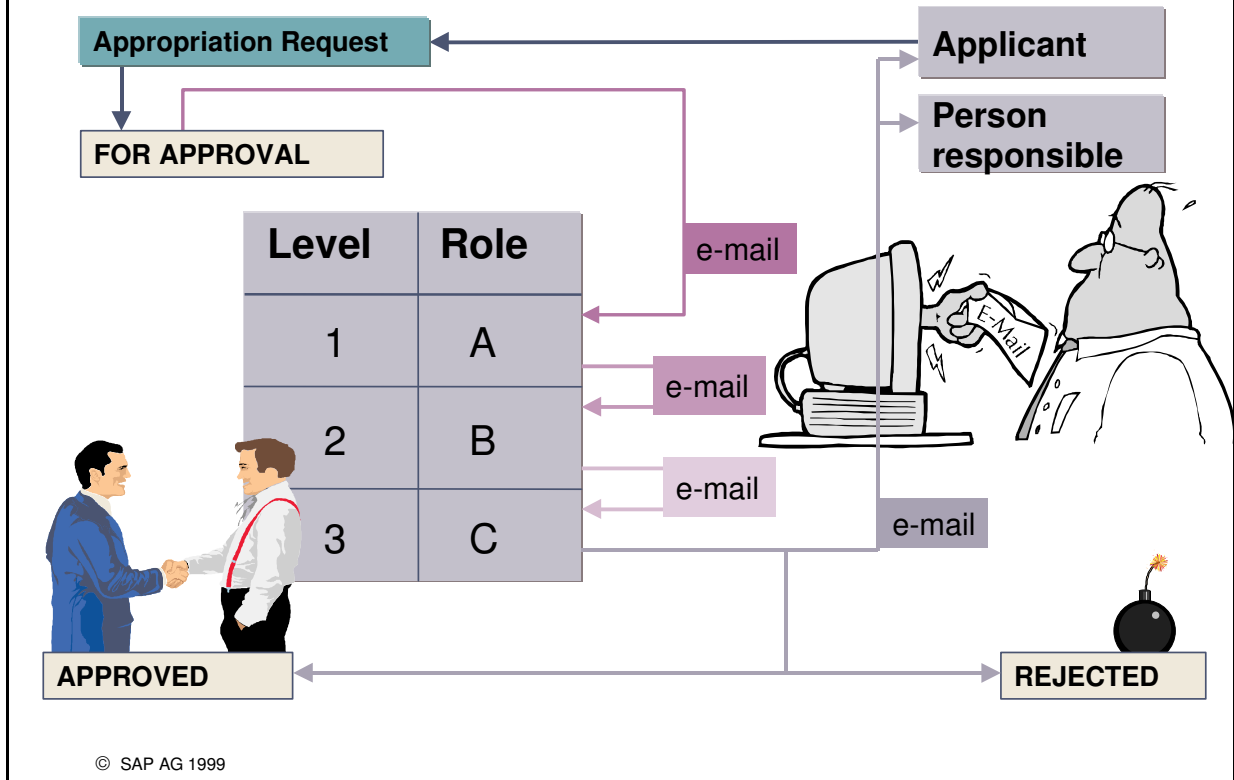 Appropriation Request
Applicant
Person
responsible
FOR APPROVAL
Level Role
e-mail
1 A
E-Mail
e-mail
2 B
e-mail
3 C
e-mail
APPROVED
REJECTED
© SAP AG 1999